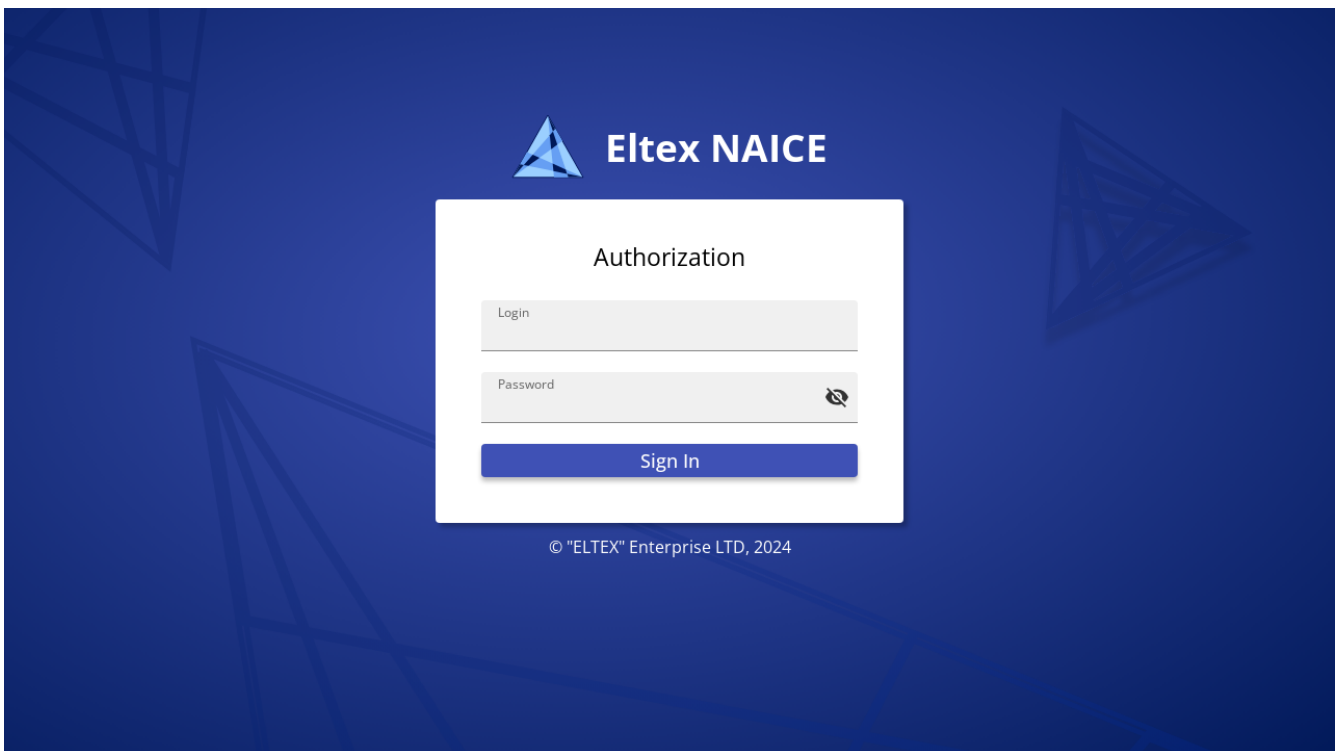 Eltex NAICE
Authorization
Login
Password
Sign In
© "ELTEX" Enterprise LTD, 2024